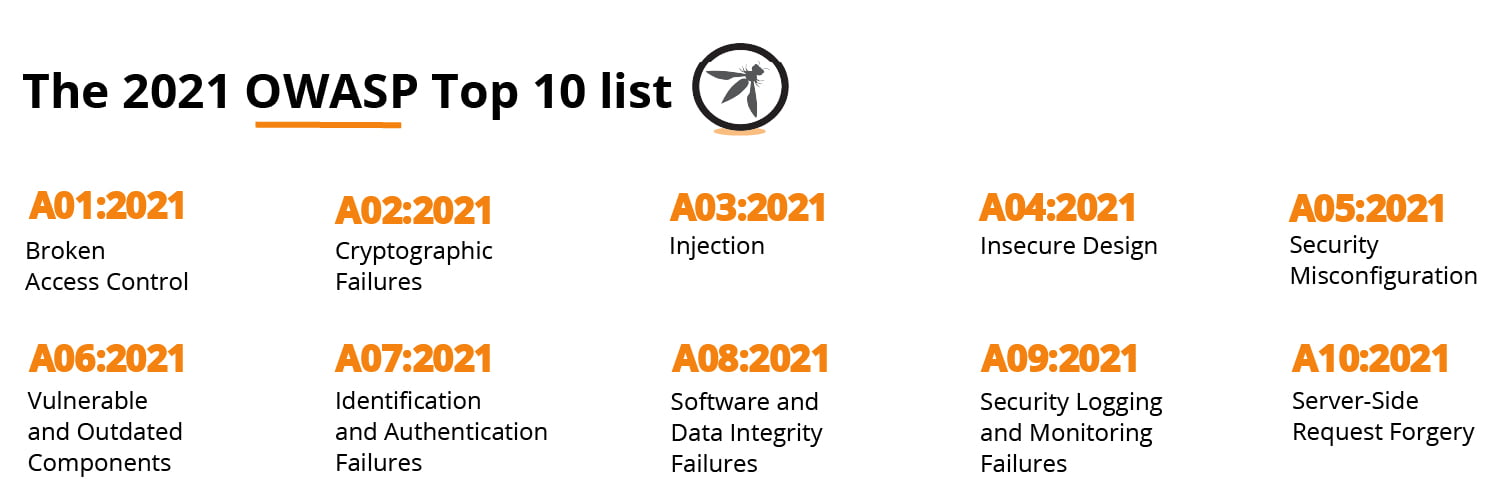 The 2021 OWASP Top 10 list
A01:2021
Broken
Access Control
A02:2021
Cryptographic
Failures
A03:2021
Injection
A04:2021
Insecure Design
A05:2021
Security
Misconfiguration
A06:2021
Vulnerable
and Outdated
Components
A07:2021
Identification
and Authentication
Failures
A08:2021
Software and
Data Integrity
Failures
A09:2021
Security Logging
and Monitoring
Failures
A10:2021
Server-Side
Request Forgery